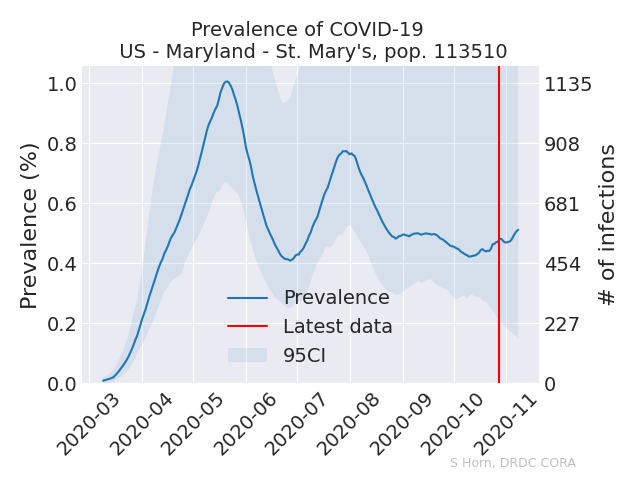 Prevalence of COVID-19
US - Maryland - St. Mary's, pop. 113510
Prevalence (%)
1.0
0.8
0.6
0.4
0.2
0.0
1135
908
681
454
227
0
# of infections
Prevalence
Latest data
95CI
2020-03
2020-04
2020-05
2020-06
2020-07
2020-08
2020-09
2020-10
2020-11
S Horn, DRDC CORA